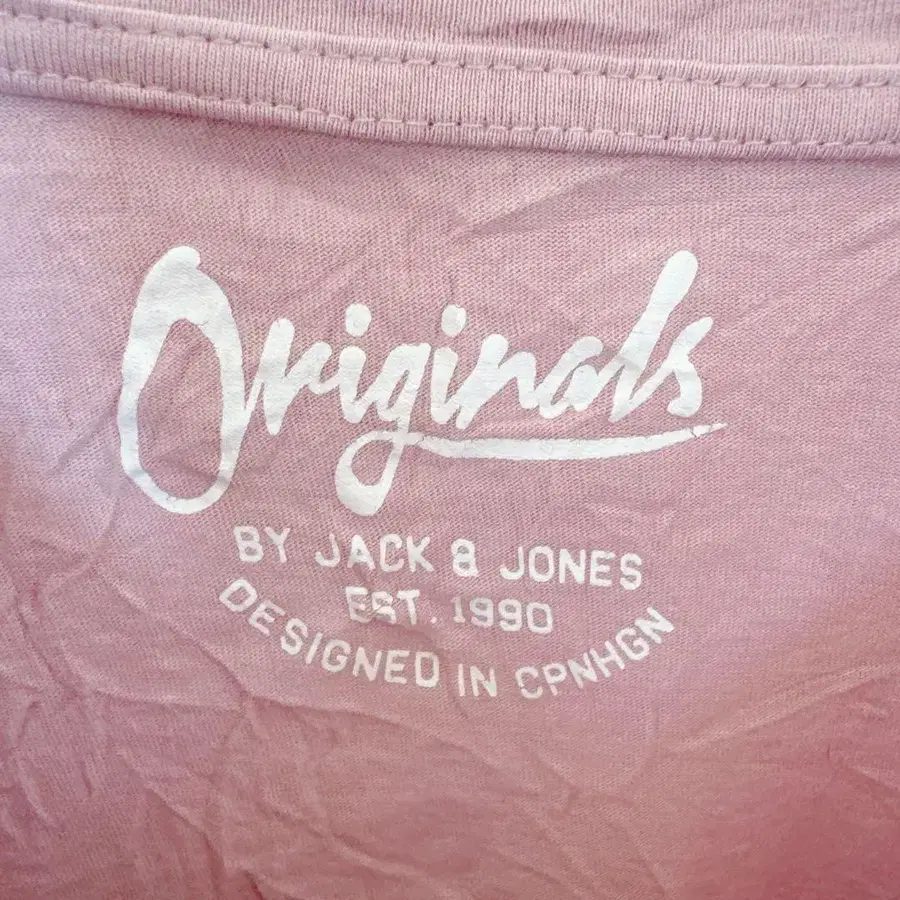 Originals
BY JACK & JONES
EST. 1990
DESIGNED IN CPNHGN